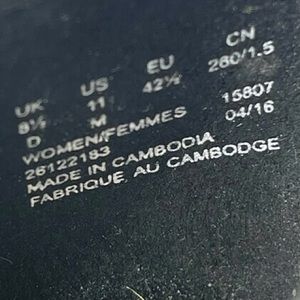 UK US EU CN
8½ 11 42½ 260/1.5
D M
WOMEN/FEMMES 15807
26122183 04/16
MADE IN CAMBODIA
FABRIQUE AU CAMBODGE